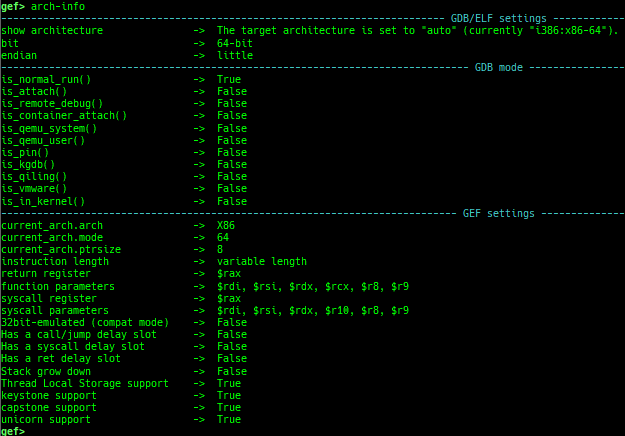 gef> arch-info
GDB/ELF settings
show architecture -> The target architecture is set to "auto" (currently "i386:x86-64").
bit -> 64-bit
endian -> little
GDB mode
is_normal_run() -> True
is_attach() -> False
is_remote_debug() -> False
is_container_attach() -> False
is_qemu_system() -> False
is_qemu_user() -> False
is_pin() -> False
is_kgdb() -> False
is_qiling() -> False
is_vmware() -> False
is_in_kernel() -> False
GEF settings
current_arch.arch -> X86
current_arch.mode -> 64
current_arch.ptrsize -> 8
instruction length -> variable length
return register -> $rax
function parameters -> $rdi, $rsi, $rdx, $rcx, $r8, $r9
syscall register -> $rax
syscall parameters -> $rdi, $rsi, $rdx, $r10, $r8, $r9
32bit-emulated (compat mode) -> False
Has a call/jump delay slot -> False
Has a syscall delay slot -> False
Has a ret delay slot -> False
Stack grow down -> False
Thread Local Storage support -> True
keystone support -> True
capstone support -> True
unicorn support -> True
gef>